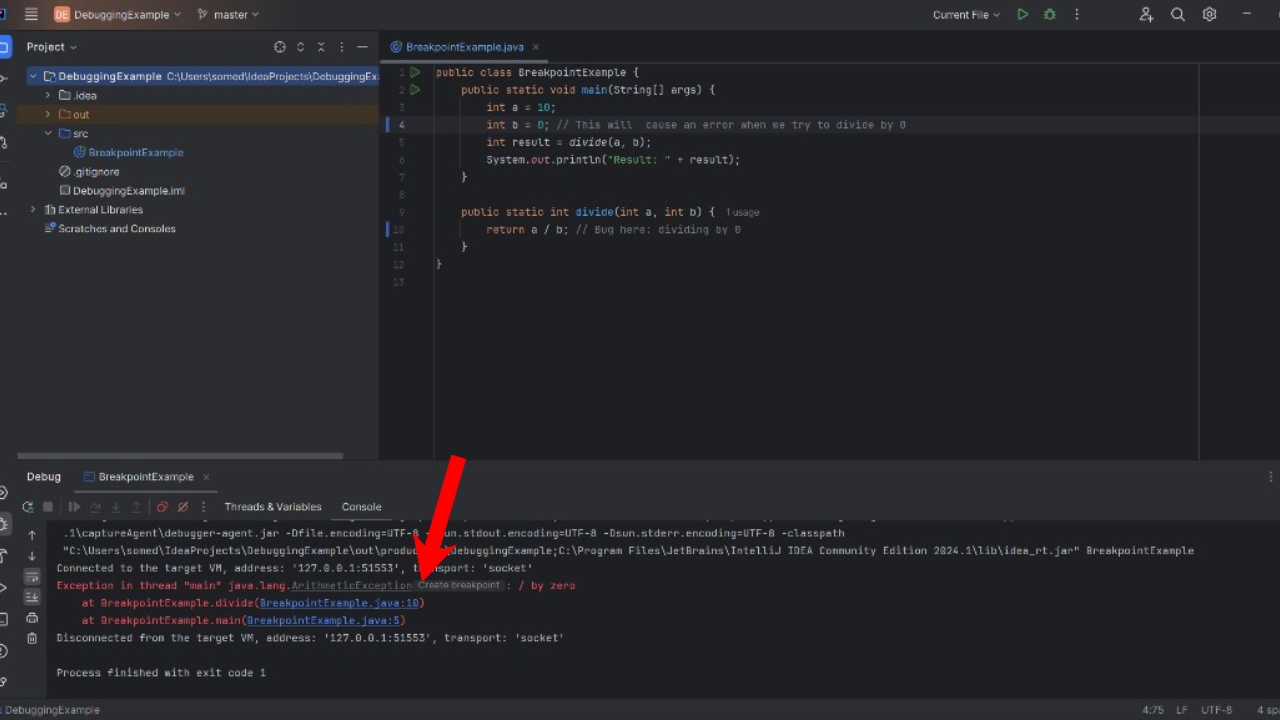 DE DebuggingExample master Current File
Project
BreakpointExample.java
DebuggingExample C:\Users\somed\IdeaProjects\DebuggingEx
.idea
out
src
BreakpointExample
.gitignore
DebuggingExample.iml
External Libraries
Scratches and Consoles
1 public class BreakpointExample {
2 public static void main(String[] args) {
3 int a = 10;
4 int b = 0; // This will cause an error when we try to divide by 0
5 int result = divide(a, b);
6 System.out.println("Result: " + result);
7 }
8
9 public static int divide(int a, int b) { 1 usage
10 return a / b; // Bug here: dividing by 0
11 }
12 }
13
Debug BreakpointExample
Threads & Variables Console
.1\captureAgent\debugger-agent.jar -Dfile.encoding=UTF-8 -Dsun.stdout.encoding=UTF-8 -Dsun.stderr.encoding=UTF-8 -classpath
"C:\Users\somed\IdeaProjects\DebuggingExample\out\produc DebuggingExample;C:\Program Files\JetBrains\IntelliJ IDEA Community Edition 2024.1\lib\idea_rt.jar" BreakpointExample
Connected to the target VM, address: '127.0.0.1:51553', transport: 'socket'
Exception in thread "main" java.lang.ArithmeticException Create breakpoint : / by zero
at BreakpointExample.divide(BreakpointExample.java:10)
at BreakpointExample.main(BreakpointExample.java:5)
Disconnected from the target VM, address: '127.0.0.1:51553', transport: 'socket'
Process finished with exit code 1
DebuggingExample 4:75 LF UTF-8 4 sp